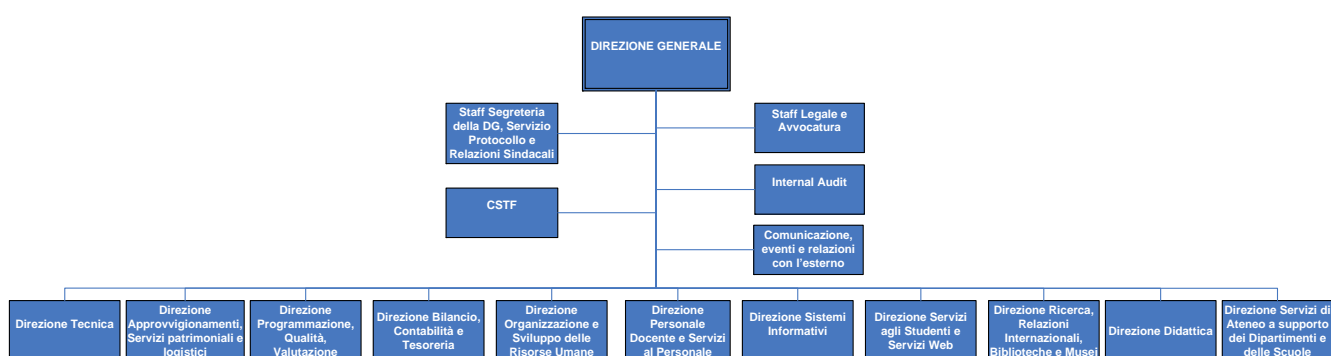 DIREZIONE GENERALE
Staff Segreteria
della DG, Servizio
Protocollo e
Relazioni Sindacali
Staff Legale e
Avvocatura
Internal Audit
CSTF
Comunicazione,
eventi e relazioni
con l'esterno
Direzione Tecnica
Direzione
Approvvigionamenti,
Servizi patrimoniali e
logistici
Direzione
Programmazione,
Qualità,
Valutazione
Direzione Bilancio,
Contabilità e
Tesoreria
Direzione
Organizzazione e
Sviluppo delle
Risorse Umane
Direzione
Personale
Docente e Servizi
al Personale
Direzione Sistemi
Informativi
Direzione Servizi
agli Studenti e
Servizi Web
Direzione Ricerca,
Relazioni
Internazionali,
Biblioteche e Musei
Direzione Didattica
Direzione Servizi di
Ateneo a supporto
dei Dipartimenti e
delle Scuole